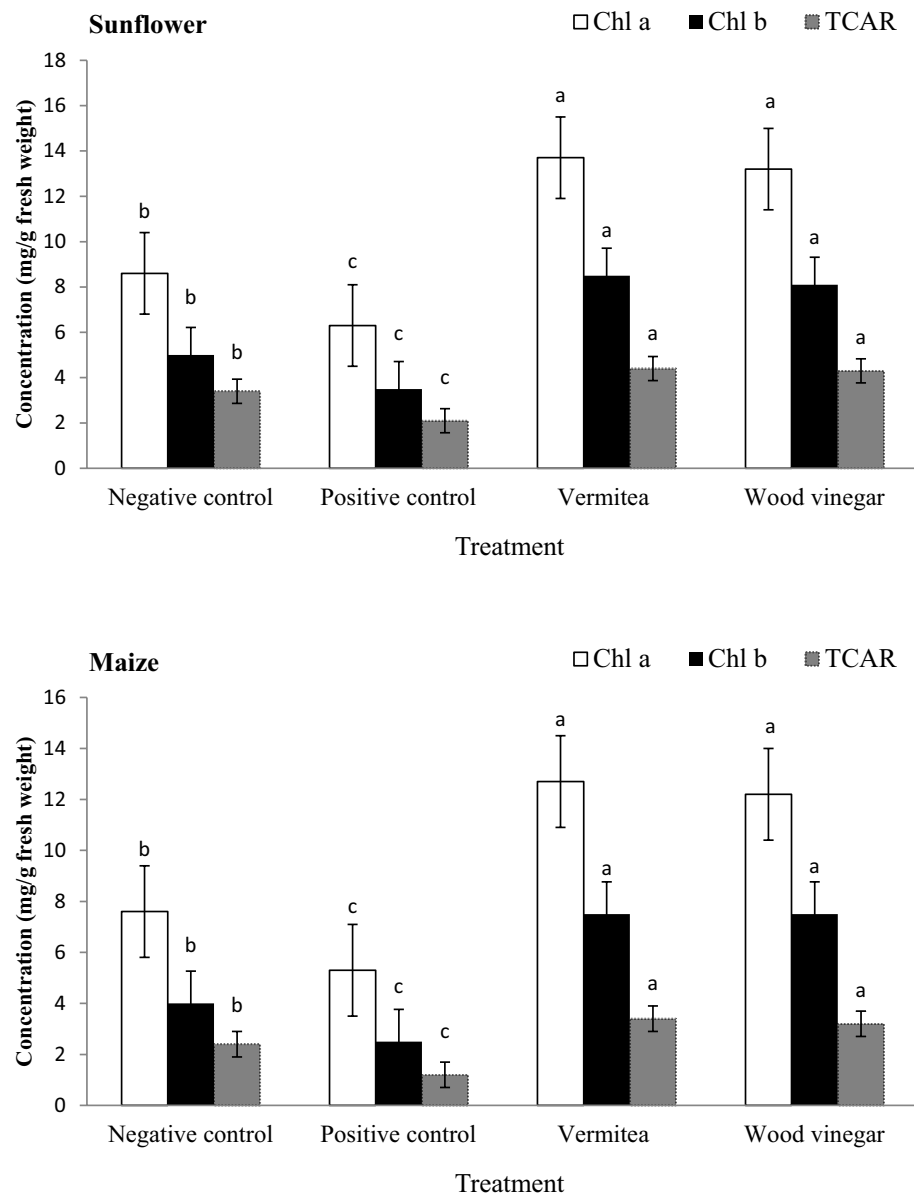 Sunflower
Chl a Chl b TCAR
18
16
14
12
10
8
6
4
2
0
Concentration (mg/g fresh weight)
b b b c c c a a a a a a
Negative control Positive control Vermitea Wood vinegar
Treatment
Maize
Chl a Chl b TCAR
16
14
12
10
8
6
4
2
0
Concentration (mg/g fresh weight)
b b b c c c a a a a a a
Negative control Positive control Vermitea Wood vinegar
Treatment